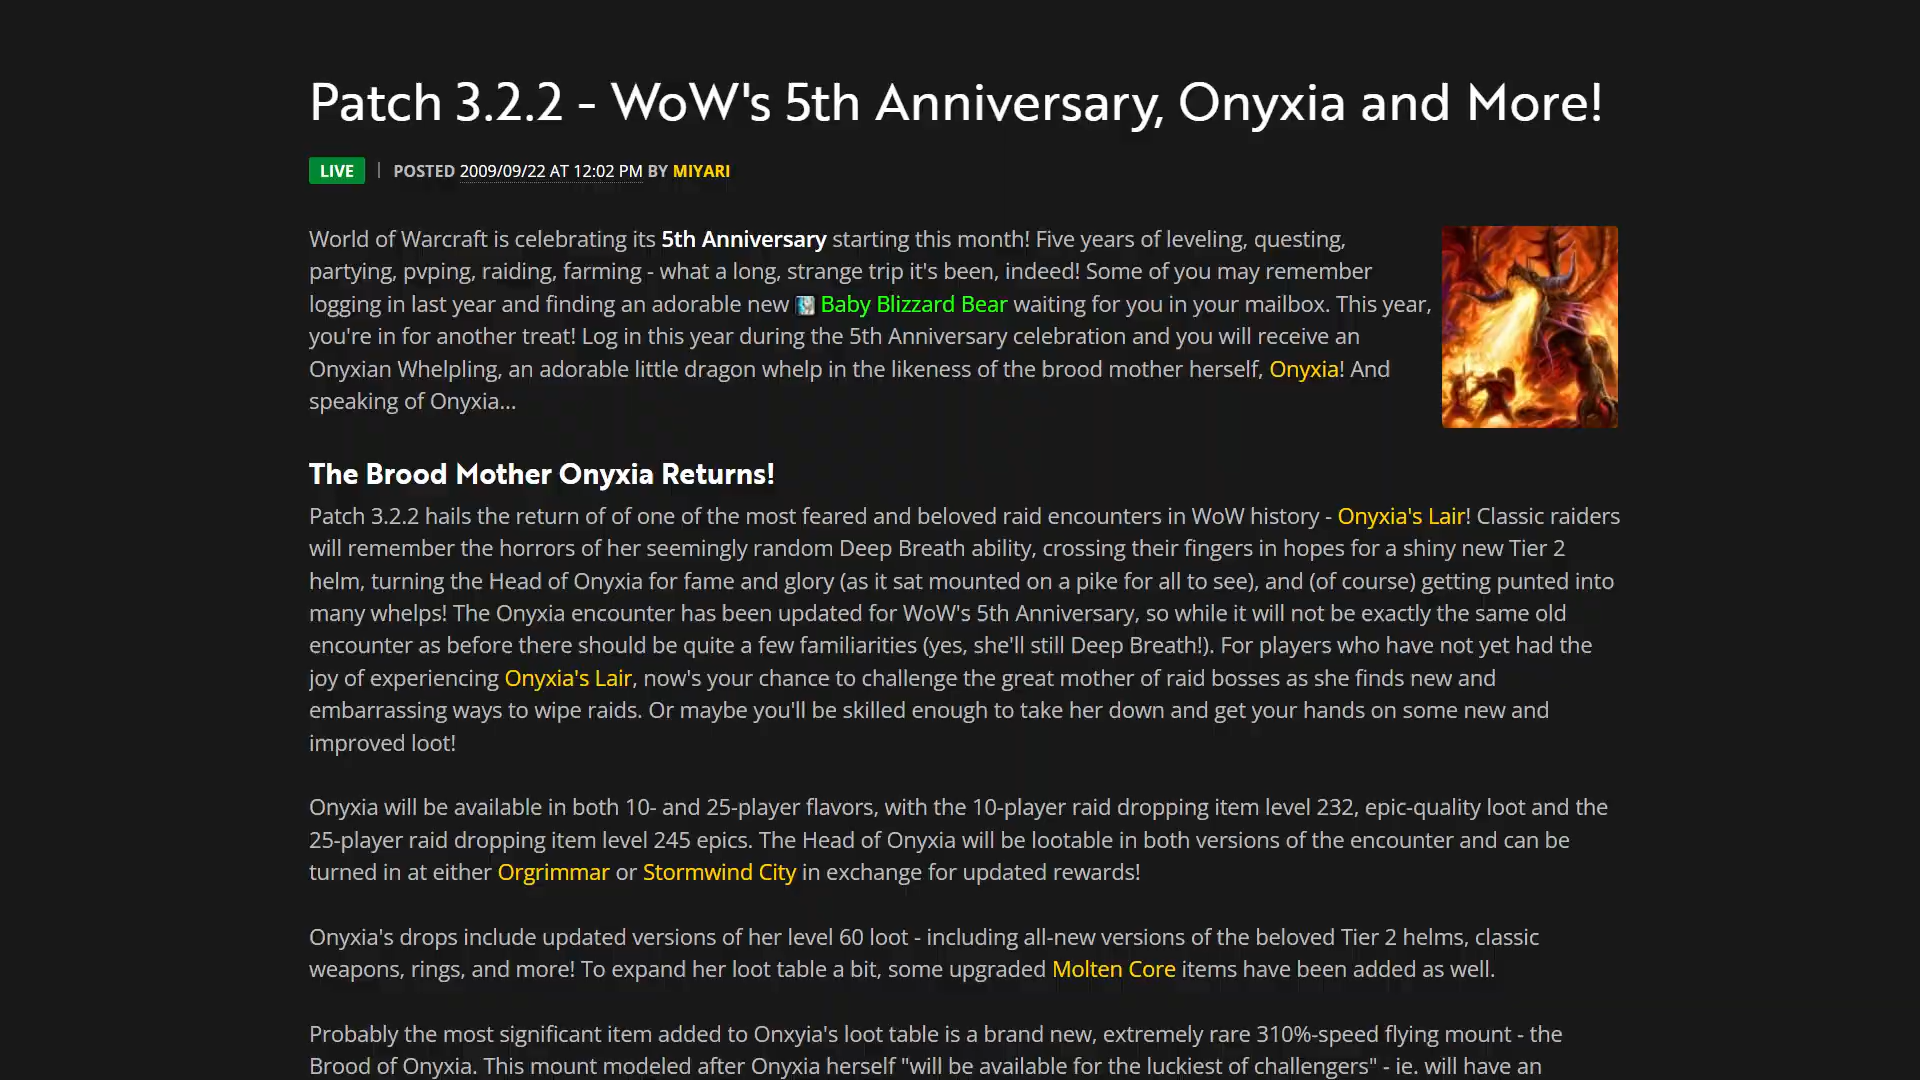 Patch 3.2.2 - WoW's 5th Anniversary, Onyxia and More!
LIVE | POSTED 2009/09/22 AT 12:02 PM BY MIYARI
World of Warcraft is celebrating its 5th Anniversary starting this month! Five years of leveling, questing,
partying, pvping, raiding, farming - what a long, strange trip it's been, indeed! Some of you may remember
logging in last year and finding an adorable new Baby Blizzard Bear waiting for you in your mailbox. This year,
you're in for another treat! Log in this year during the 5th Anniversary celebration and you will receive an
Onyxian Whelpling, an adorable little dragon whelp in the likeness of the brood mother herself, Onyxia! And
speaking of Onyxia...
The Brood Mother Onyxia Returns!
Patch 3.2.2 hails the return of of one of the most feared and beloved raid encounters in WoW history - Onyxia's Lair! Classic raiders
will remember the horrors of her seemingly random Deep Breath ability, crossing their fingers in hopes for a shiny new Tier 2
helm, turning the Head of Onyxia for fame and glory (as it sat mounted on a pike for all to see), and (of course) getting punted into
many whelps! The Onyxia encounter has been updated for WoW's 5th Anniversary, so while it will not be exactly the same old
encounter as before there should be quite a few familiarities (yes, she'll still Deep Breath!). For players who have not yet had the
joy of experiencing Onyxia's Lair, now's your chance to challenge the great mother of raid bosses as she finds new and
embarrassing ways to wipe raids. Or maybe you'll be skilled enough to take her down and get your hands on some new and
improved loot!
Onyxia will be available in both 10- and 25-player flavors, with the 10-player raid dropping item level 232, epic-quality loot and the
25-player raid dropping item level 245 epics. The Head of Onyxia will be lootable in both versions of the encounter and can be
turned in at either Orgrimmar or Stormwind City in exchange for updated rewards!
Onyxia's drops include updated versions of her level 60 loot - including all-new versions of the beloved Tier 2 helms, classic
weapons, rings, and more! To expand her loot table a bit, some upgraded Molten Core items have been added as well.
Probably the most significant item added to Onxyia's loot table is a brand new, extremely rare 310%-speed flying mount - the
Brood of Onyxia. This mount modeled after Onyxia herself "will be available for the luckiest of challengers" - ie. will have an